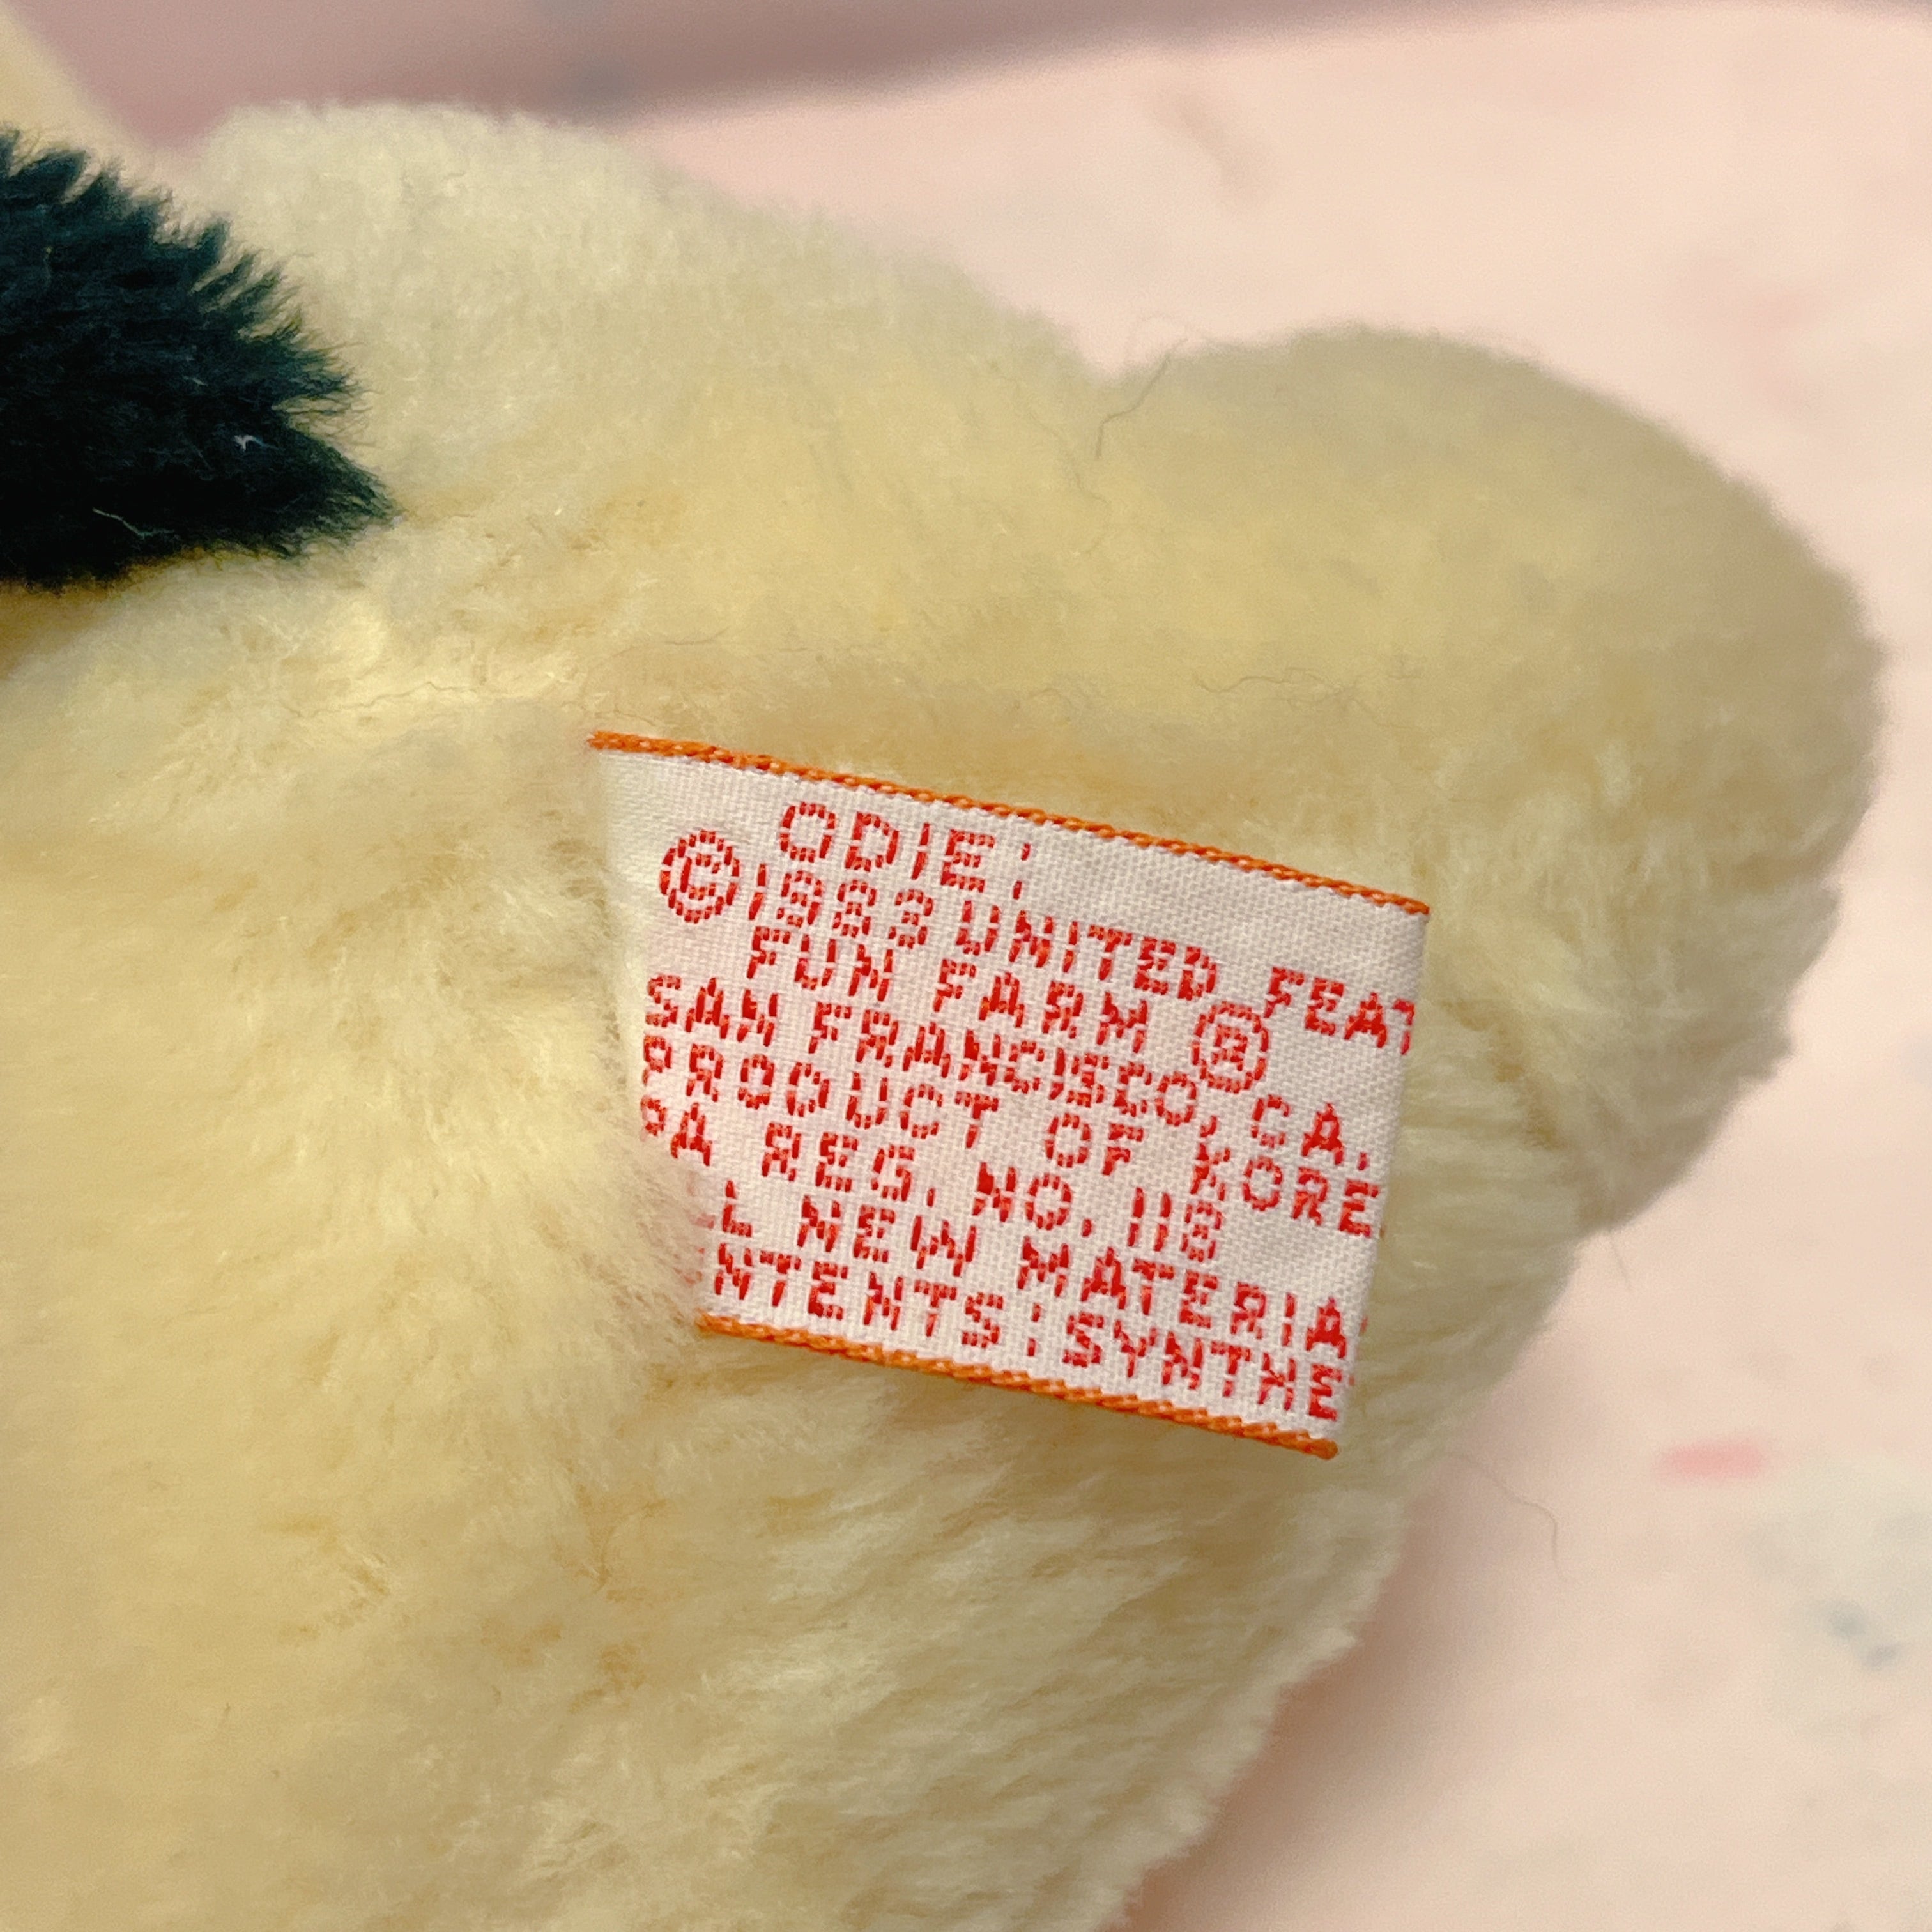 ODIE:
©1983 UNITED FEAT
FUN FARM ®
SAN FRANCISCO, CA.
PRODUCT OF KORE
PA REG. NO. 118
L NEW MATERIA
NTENTS: SYNTHE